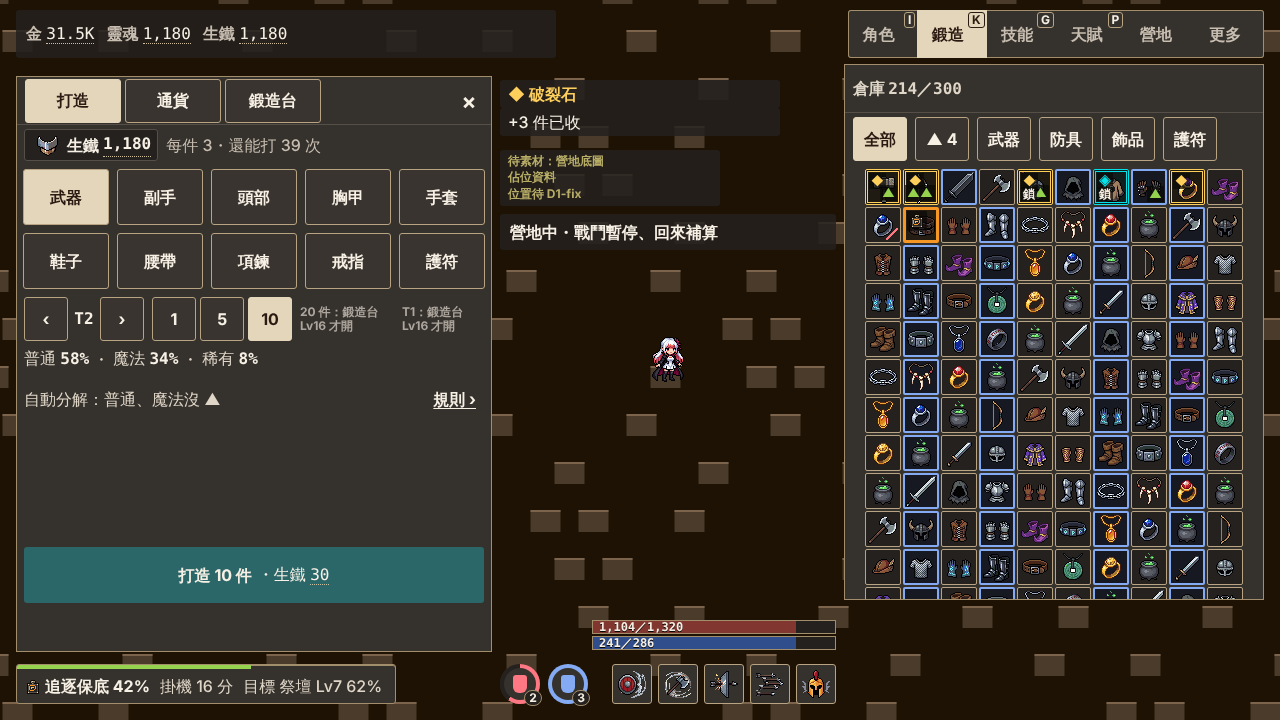 金 31.5K 靈魂 1,180 生鐵 1,180
角色 I
鍛造 K
技能 G
天賦 P
營地
更多
打造
通貨
鍛造台
×
生鐵 1,180 每件 3・還能打 39 次
武器
副手
頭部
胸甲
手套
鞋子
腰帶
項鍊
戒指
護符
‹ T2 › 1 5 10
20 件：鍛造台
Lv16 才開
T1：鍛造台
Lv16 才開
普通 58% ・ 魔法 34% ・ 稀有 8%
自動分解：普通、魔法沒 ▲
規則 ›
打造 10 件 ・生鐵 30
◆ 破裂石
+3 件已收
待素材：營地底圖
佔位資料
位置待 D1-fix
營地中・戰鬥暫停、回來補算
倉庫 214／300
全部
▲ 4
武器
防具
飾品
護符
鎖
鎖
1,104／1,320
241／286
追逐保底 42% 掛機 16 分 目標 祭壇 Lv7 62%
2
3